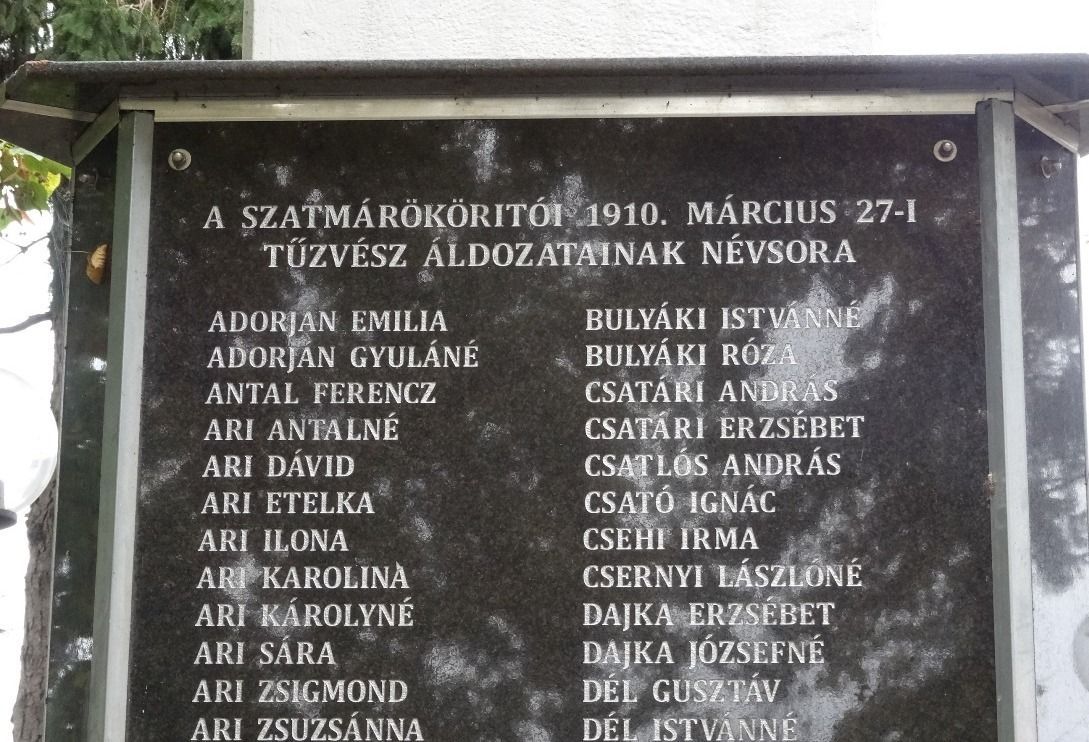 A SZATMÁRÖKÖRITÓI 1910. MÁRCIUS 27-I
TŰZVÉSZ ÁLDOZATAINAK NÉVSORA
ADORJAN EMILIA
ADORJAN GYULÁNÉ
ANTAL FERENCZ
ARI ANTALNÉ
ARI DÁVID
ARI ETELKA
ARI ILONA
ARI KAROLINA
ARI KÁROLYNÉ
ARI SÁRA
ARI ZSIGMOND
ARI ZSUZSÁNNA
BULYÁKI ISTVÁNNÉ
BULYÁKI RÓZA
CSATÁRI ANDRÁS
CSATÁRI ERZSÉBET
CSATLÓS ANDRÁS
CSATÓ IGNÁC
CSEHI IRMA
CSERNYI LÁSZLÓNÉ
DAJKA ERZSÉBET
DAJKA JÓZSEFNÉ
DÉL GUSZTÁV
DÉL ISTVÁNNÉ